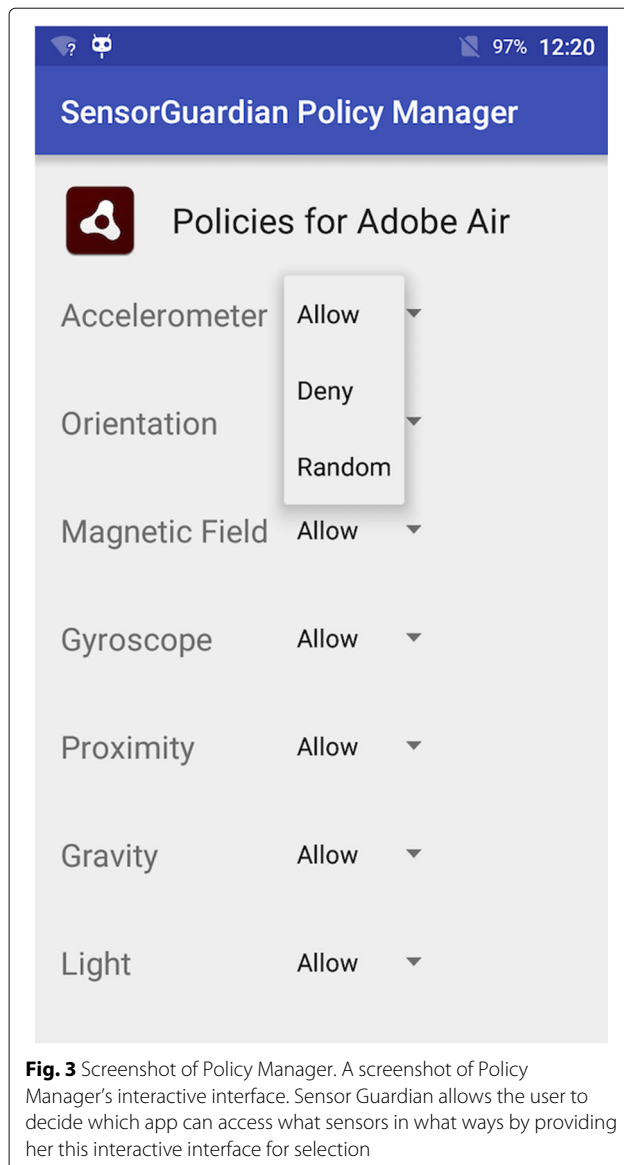 ? 97% 12:20
SensorGuardian Policy Manager
Policies for Adobe Air
Accelerometer Allow
Deny
Orientation
Random
Magnetic Field Allow
Gyroscope Allow
Proximity Allow
Gravity Allow
Light Allow
Fig. 3 Screenshot of Policy Manager. A screenshot of Policy
Manager's interactive interface. Sensor Guardian allows the user to
decide which app can access what sensors in what ways by providing
her this interactive interface for selection